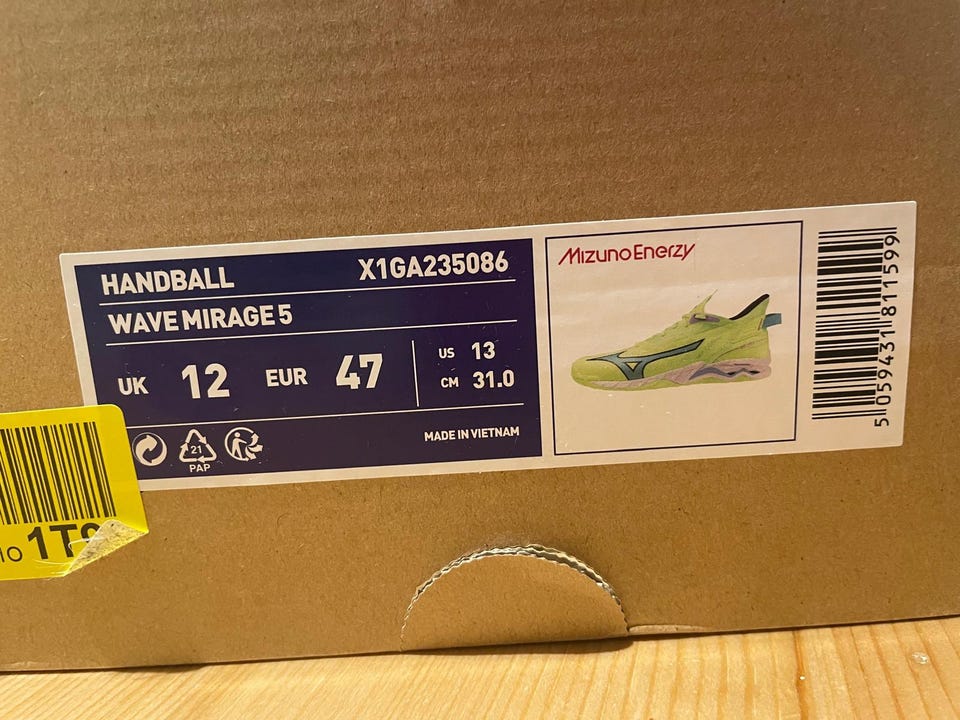 HANDBALL X1GA235086
WAVE MIRAGE 5
UK 12 EUR 47 US 13
CM 31.0
21
PAP
MADE IN VIETNAM
MizunoEnerzy
5 059431 811599